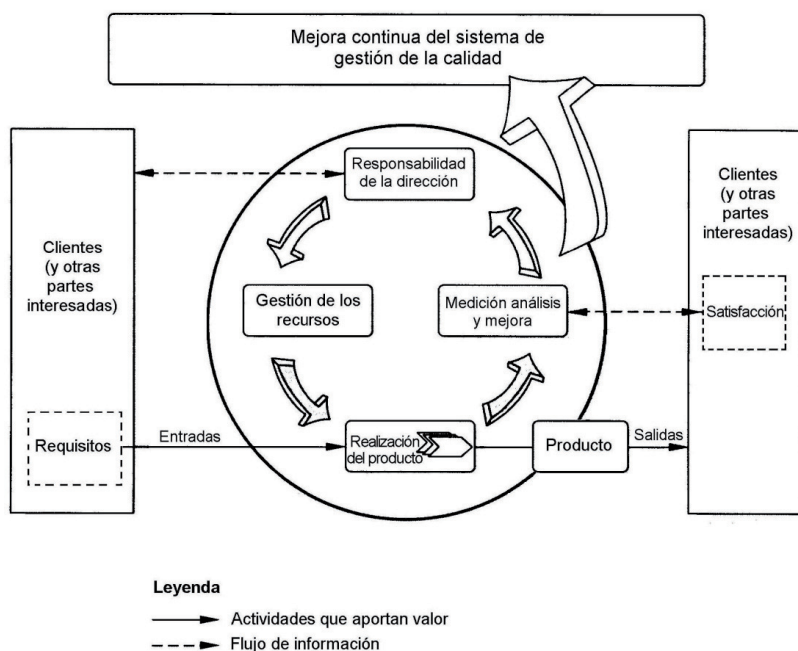 Mejora continua del sistema de
gestión de la calidad
Responsabilidad
de la dirección
Clientes
(y otras
partes
interesadas)
Clientes
(y otras
partes
interesadas)
Gestión de los
recursos
Medición análisis
y mejora
Satisfacción
Requisitos
Entradas
Realización
del producto
Producto
Salidas
Leyenda
Actividades que aportan valor
Flujo de información